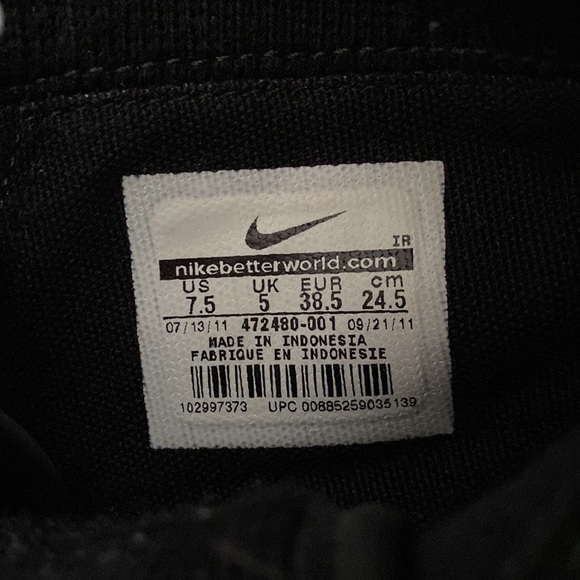 IR
nikebetterworld.com
US UK EUR cm
7.5 5 38.5 24.5
07/13/11 472480-001 09/21/11
MADE IN INDONESIA
FABRIQUE EN INDONESIE
102997373 UPC 00885259035139